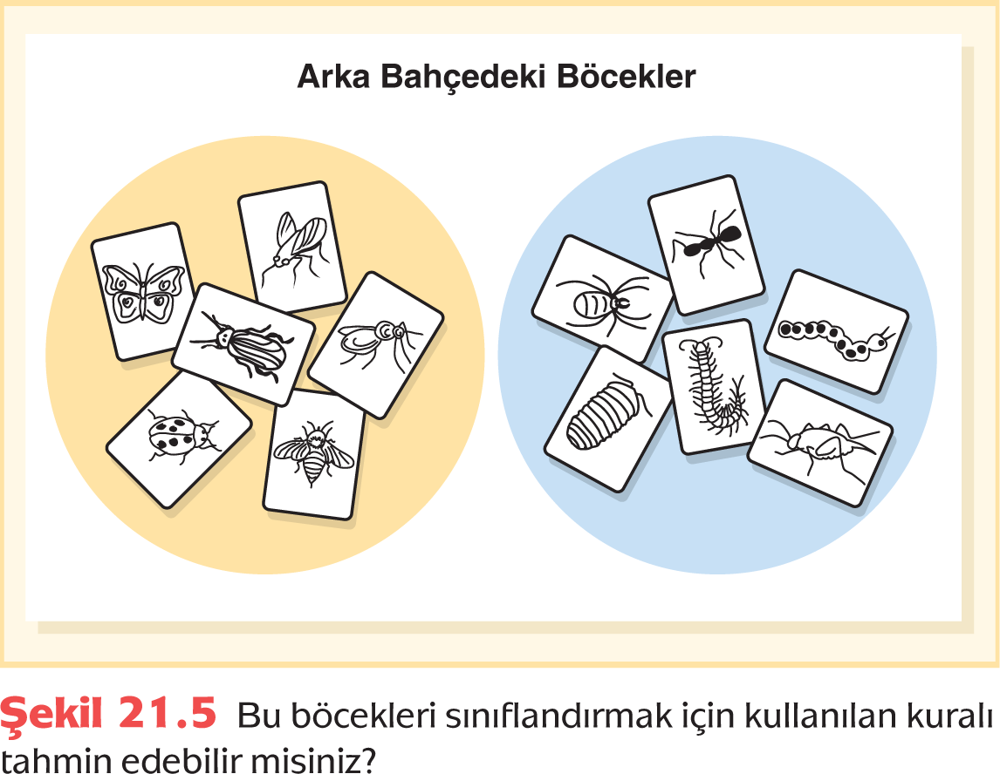 Arka Bahçedeki Böcekler
Şekil 21.5 Bu böcekleri sınıflandırmak için kullanılan kuralı
tahmin edebilir misiniz?